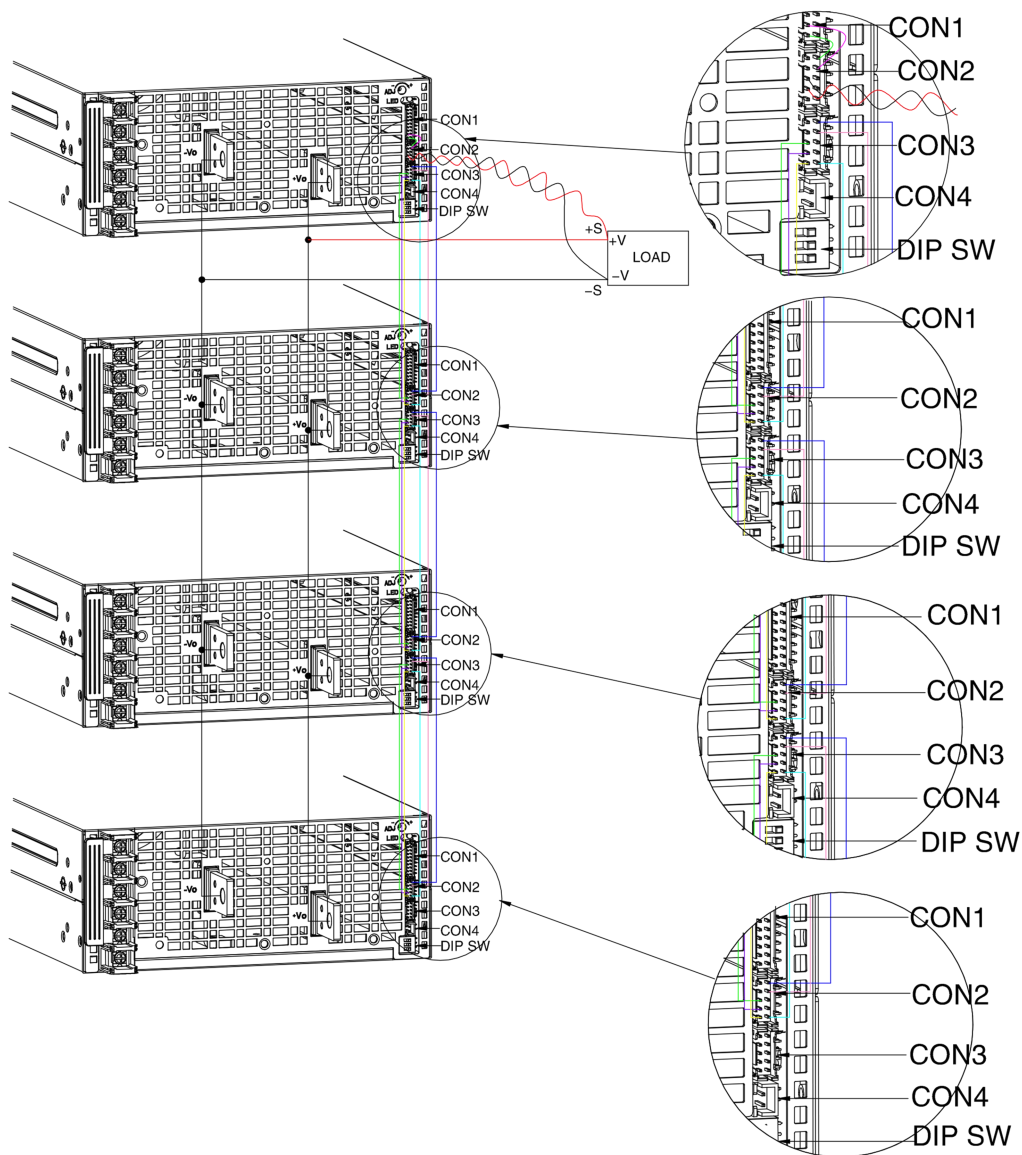 CON1
CON2
CON3
CON4
DIP SW
ADJ
LED
CON1
CON2
CON3
CON4
DIP SW
-Vo
+Vo
+S
+V
LOAD
−V
−S
ADJ
LED
CON1
CON2
CON3
CON4
DIP SW
-Vo
+Vo
CON1
CON2
CON3
CON4
DIP SW
ADJ
LED
CON1
CON2
CON3
CON4
DIP SW
-Vo
+Vo
CON1
CON2
CON3
CON4
DIP SW
ADJ
LED
CON1
CON2
CON3
CON4
DIP SW
-Vo
+Vo
CON1
CON2
CON3
CON4
DIP SW